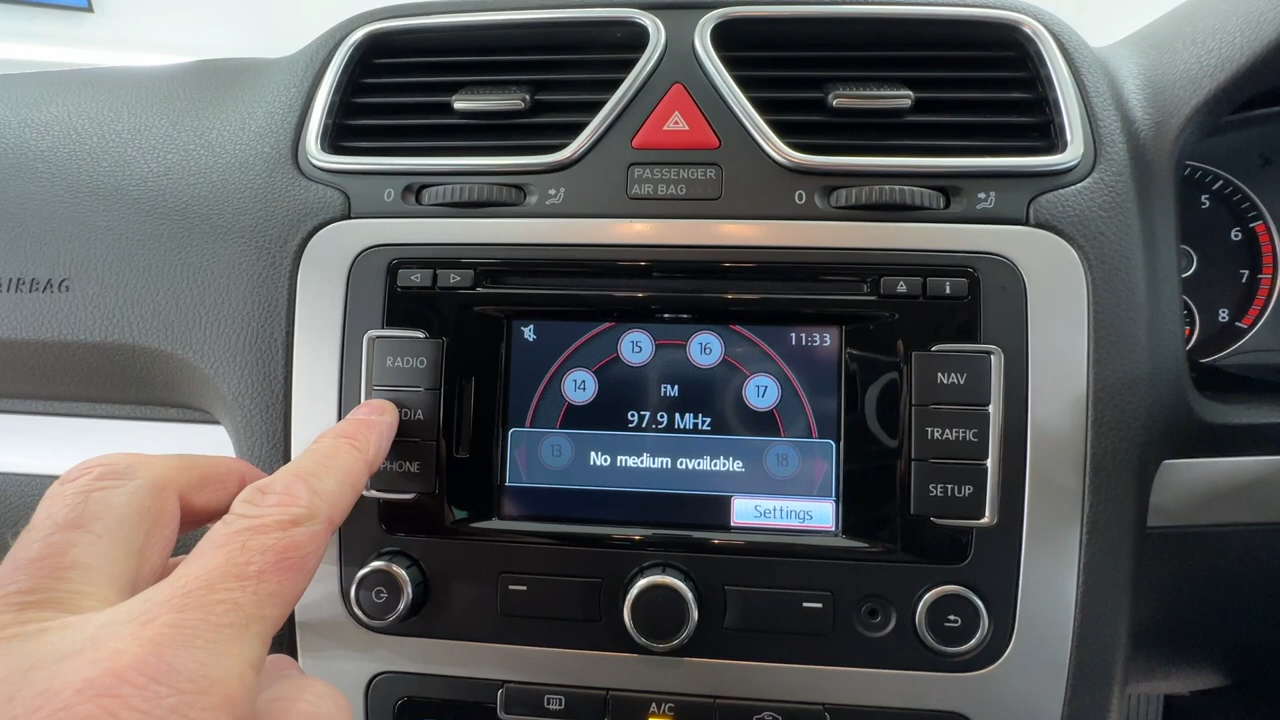 PASSENGER
AIR BAG
0
0
AIRBAG
i
RADIO
PHONE
11:33
15
16
14
17
FM
97.9 MHz
13
18
No medium available.
Settings
NAV
TRAFFIC
SETUP
5
6
7
8
A/C